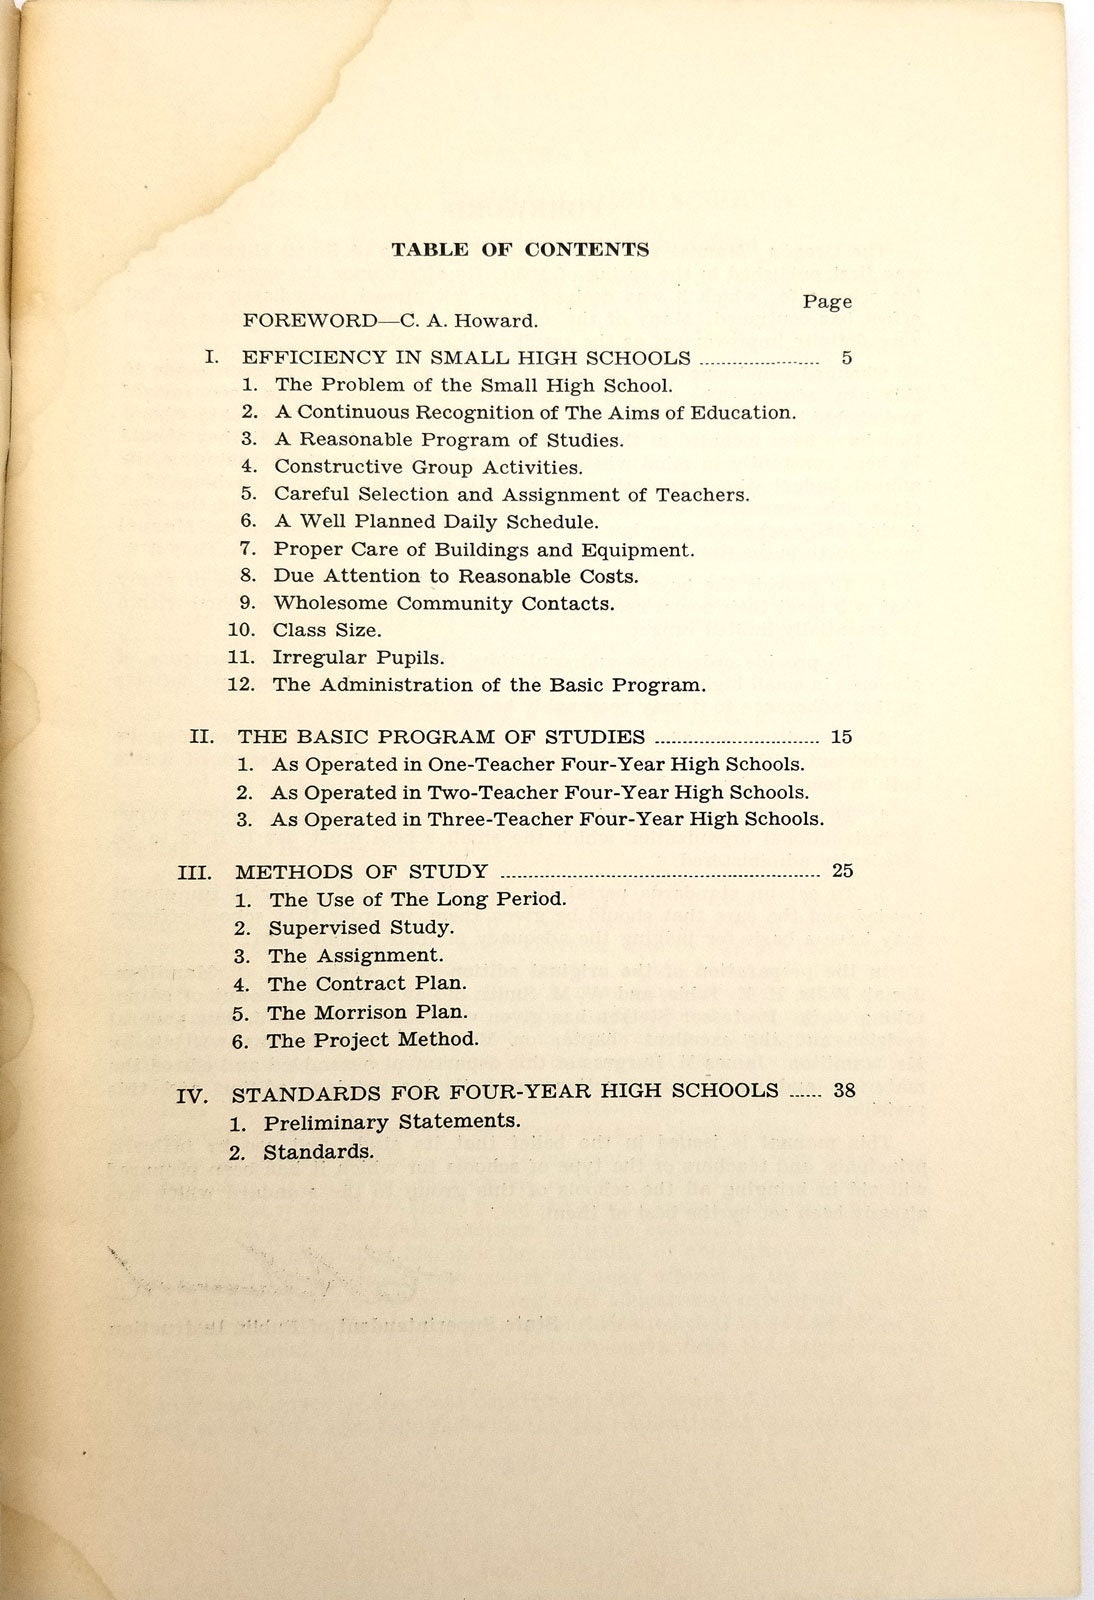 TABLE OF CONTENTS
Page
FOREWORD—C. A. Howard.
I. EFFICIENCY IN SMALL HIGH SCHOOLS ..................... 5
1. The Problem of the Small High School.
2. A Continuous Recognition of The Aims of Education.
3. A Reasonable Program of Studies.
4. Constructive Group Activities.
5. Careful Selection and Assignment of Teachers.
6. A Well Planned Daily Schedule.
7. Proper Care of Buildings and Equipment.
8. Due Attention to Reasonable Costs.
9. Wholesome Community Contacts.
10. Class Size.
11. Irregular Pupils.
12. The Administration of the Basic Program.
II. THE BASIC PROGRAM OF STUDIES ............................. 15
1. As Operated in One-Teacher Four-Year High Schools.
2. As Operated in Two-Teacher Four-Year High Schools.
3. As Operated in Three-Teacher Four-Year High Schools.
III. METHODS OF STUDY ......................................................... 25
1. The Use of The Long Period.
2. Supervised Study.
3. The Assignment.
4. The Contract Plan.
5. The Morrison Plan.
6. The Project Method.
IV. STANDARDS FOR FOUR-YEAR HIGH SCHOOLS ...... 38
1. Preliminary Statements.
2. Standards.